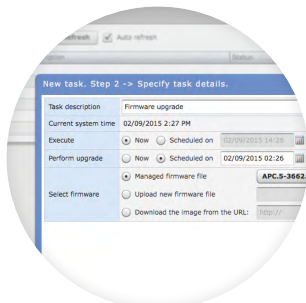 Refresh Auto refresh
Status
New task. Step 2 -> Specify task details.
Task description Firmware upgrade
Current system time 02/09/2015 2:27 PM
Execute Now Scheduled on 02/09/2015 14:28
Perform upgrade Now Scheduled on 02/09/2015 02:26
Managed firmware file APC.5-3662.
Select firmware Upload new firmware file
Download the image from the URL: http://